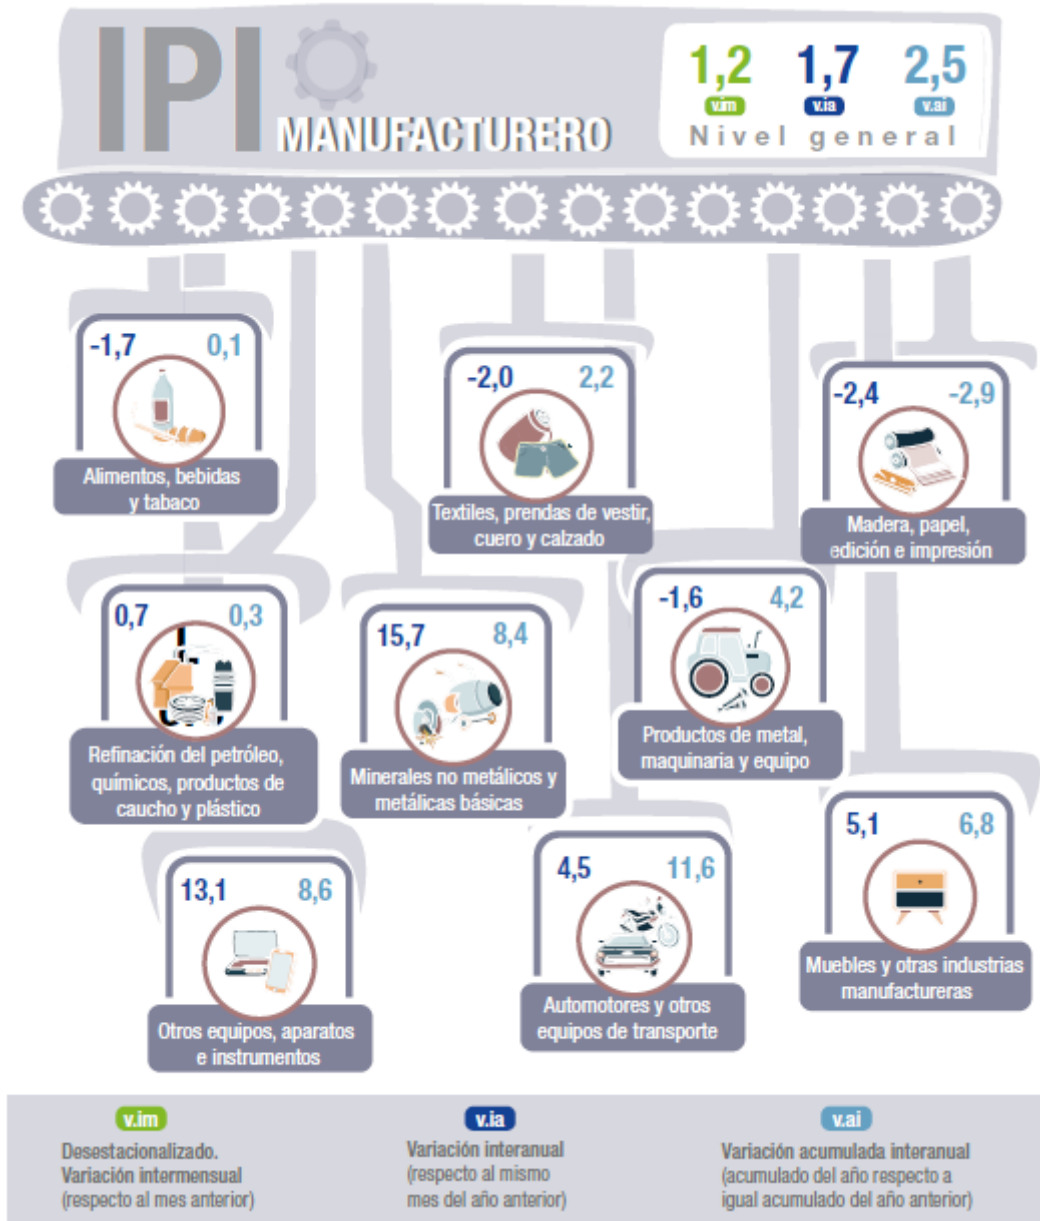 IPI
MANUFACTURERO
1,2 1,7 2,5
v.im v.ia v.ai
Nivel general
-1,7 0,1
Alimentos, bebidas
y tabaco
-2,0 2,2
Textiles, prendas de vestir,
cuero y calzado
-2,4 -2,9
Madera, papel,
edición e impresión
0,7 0,3
Refinación del petróleo,
químicos, productos de
caucho y plástico
15,7 8,4
Minerales no metálicos y
metálicas básicas
-1,6 4,2
Productos de metal,
maquinaria y equipo
13,1 8,6
Otros equipos, aparatos
e instrumentos
4,5 11,6
Automotores y otros
equipos de transporte
5,1 6,8
Muebles y otras industrias
manufactureras
v.im
Desestacionalizado.
Variación intermensual
(respecto al mes anterior)
v.ia
Variación interanual
(respecto al mismo
mes del año anterior)
v.ai
Variación acumulada interanual
(acumulado del año respecto a
igual acumulado del año anterior)